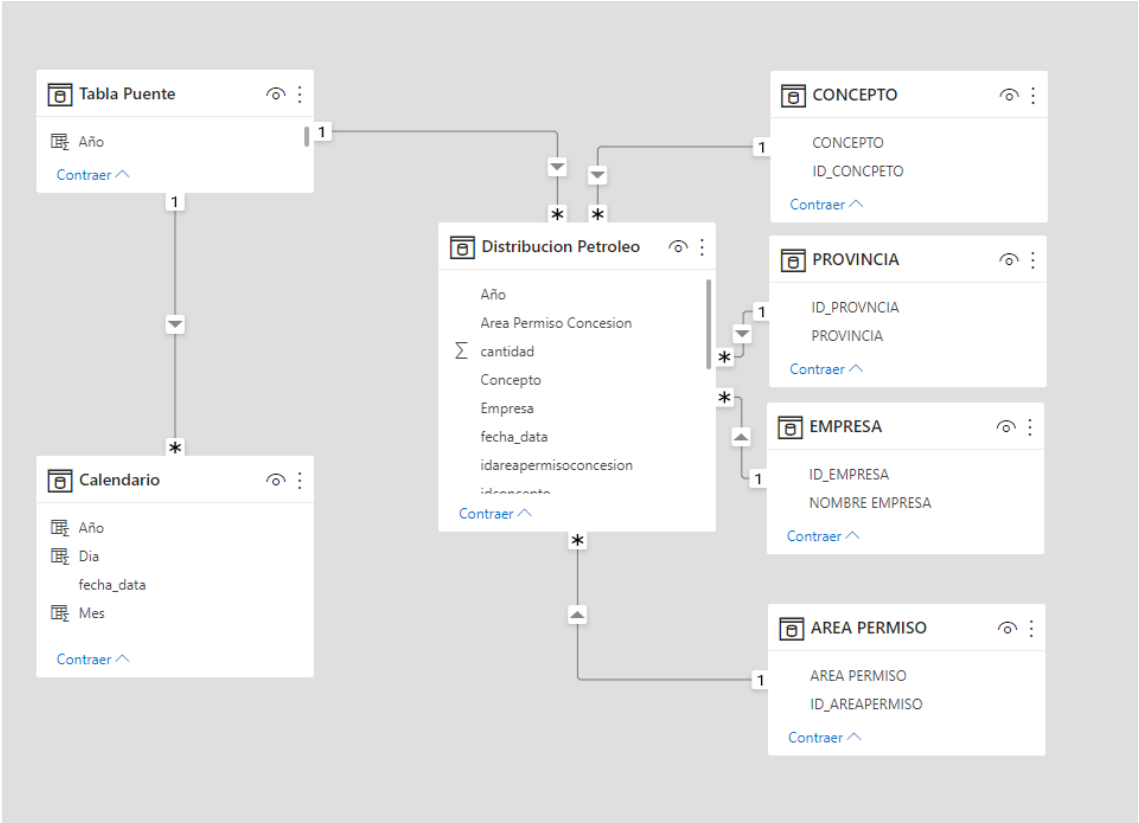 Tabla Puente
Año
Contraer
1
1
1
*
*
CONCEPTO
CONCEPTO
ID_CONCPETO
Contraer
Distribucion Petroleo
Año
Area Permiso Concesion
cantidad
Concepto
Empresa
fecha_data
idareapermisoconcesion
idconcepto
Contraer
PROVINCIA
ID_PROVNCIA
PROVINCIA
Contraer
1
*
*
EMPRESA
ID_EMPRESA
NOMBRE EMPRESA
Contraer
1
*
Calendario
Año
Dia
fecha_data
Mes
Contraer
*
AREA PERMISO
AREA PERMISO
ID_AREAPERMISO
Contraer
1